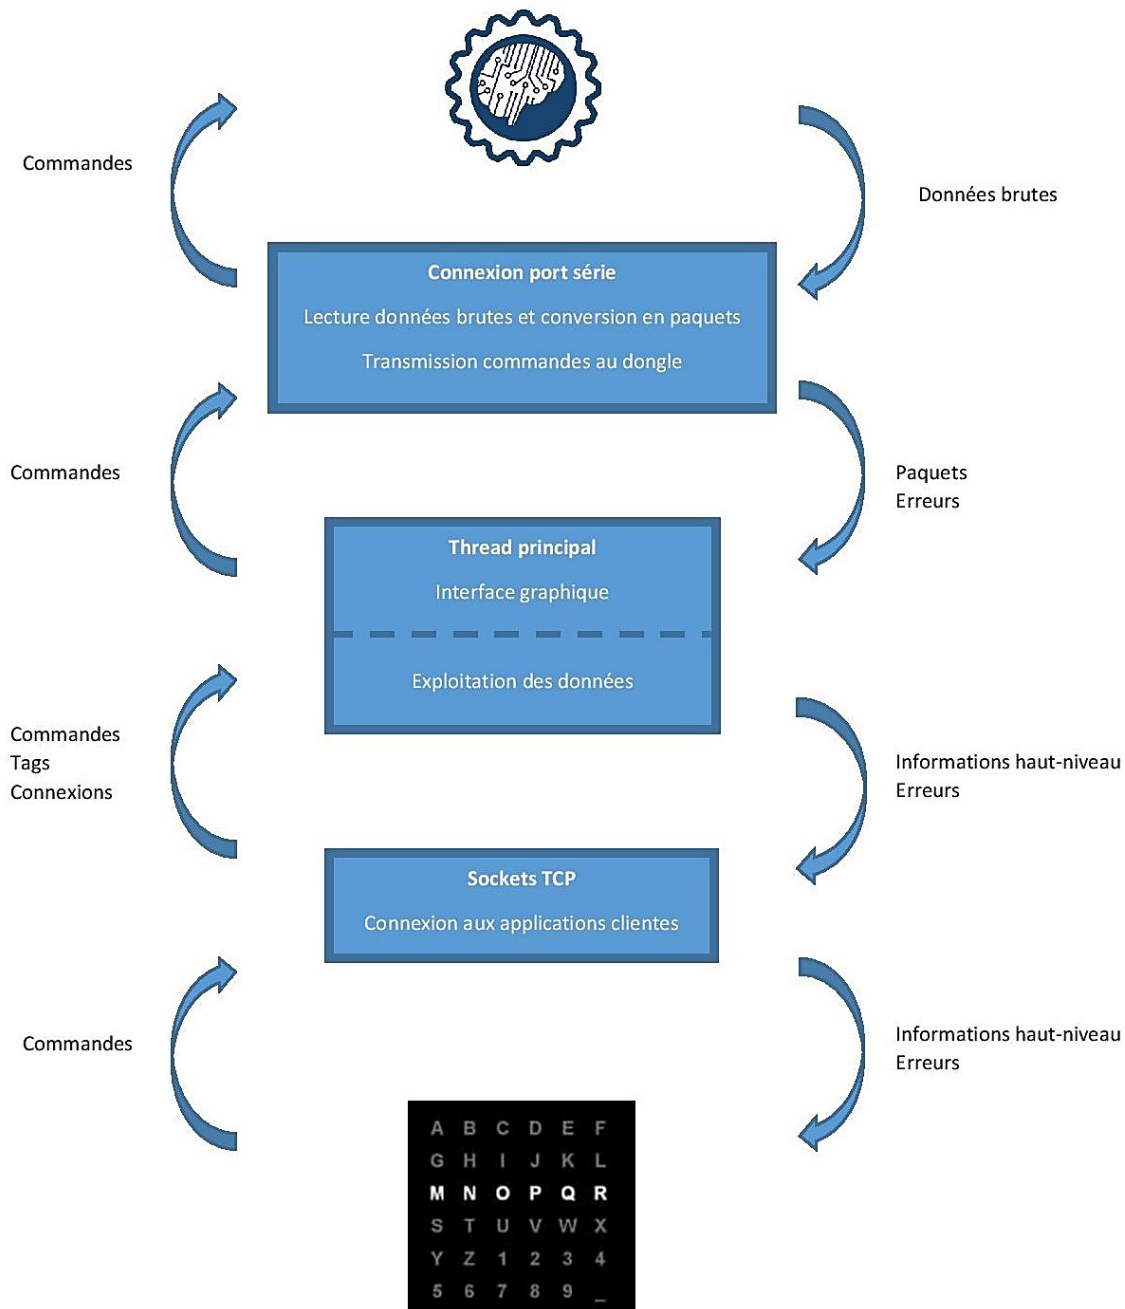 Commandes
Données brutes
Connexion port série
Lecture données brutes et conversion en paquets
Transmission commandes au dongle
Commandes
Paquets
Erreurs
Thread principal
Interface graphique
Exploitation des données
Commandes
Tags
Connexions
Informations haut-niveau
Erreurs
Sockets TCP
Connexion aux applications clientes
Commandes
Informations haut-niveau
Erreurs
A B C D E F
G H I J K L
M N O P Q R
S T U V W X
Y Z 1 2 3 4
5 6 7 8 9 _